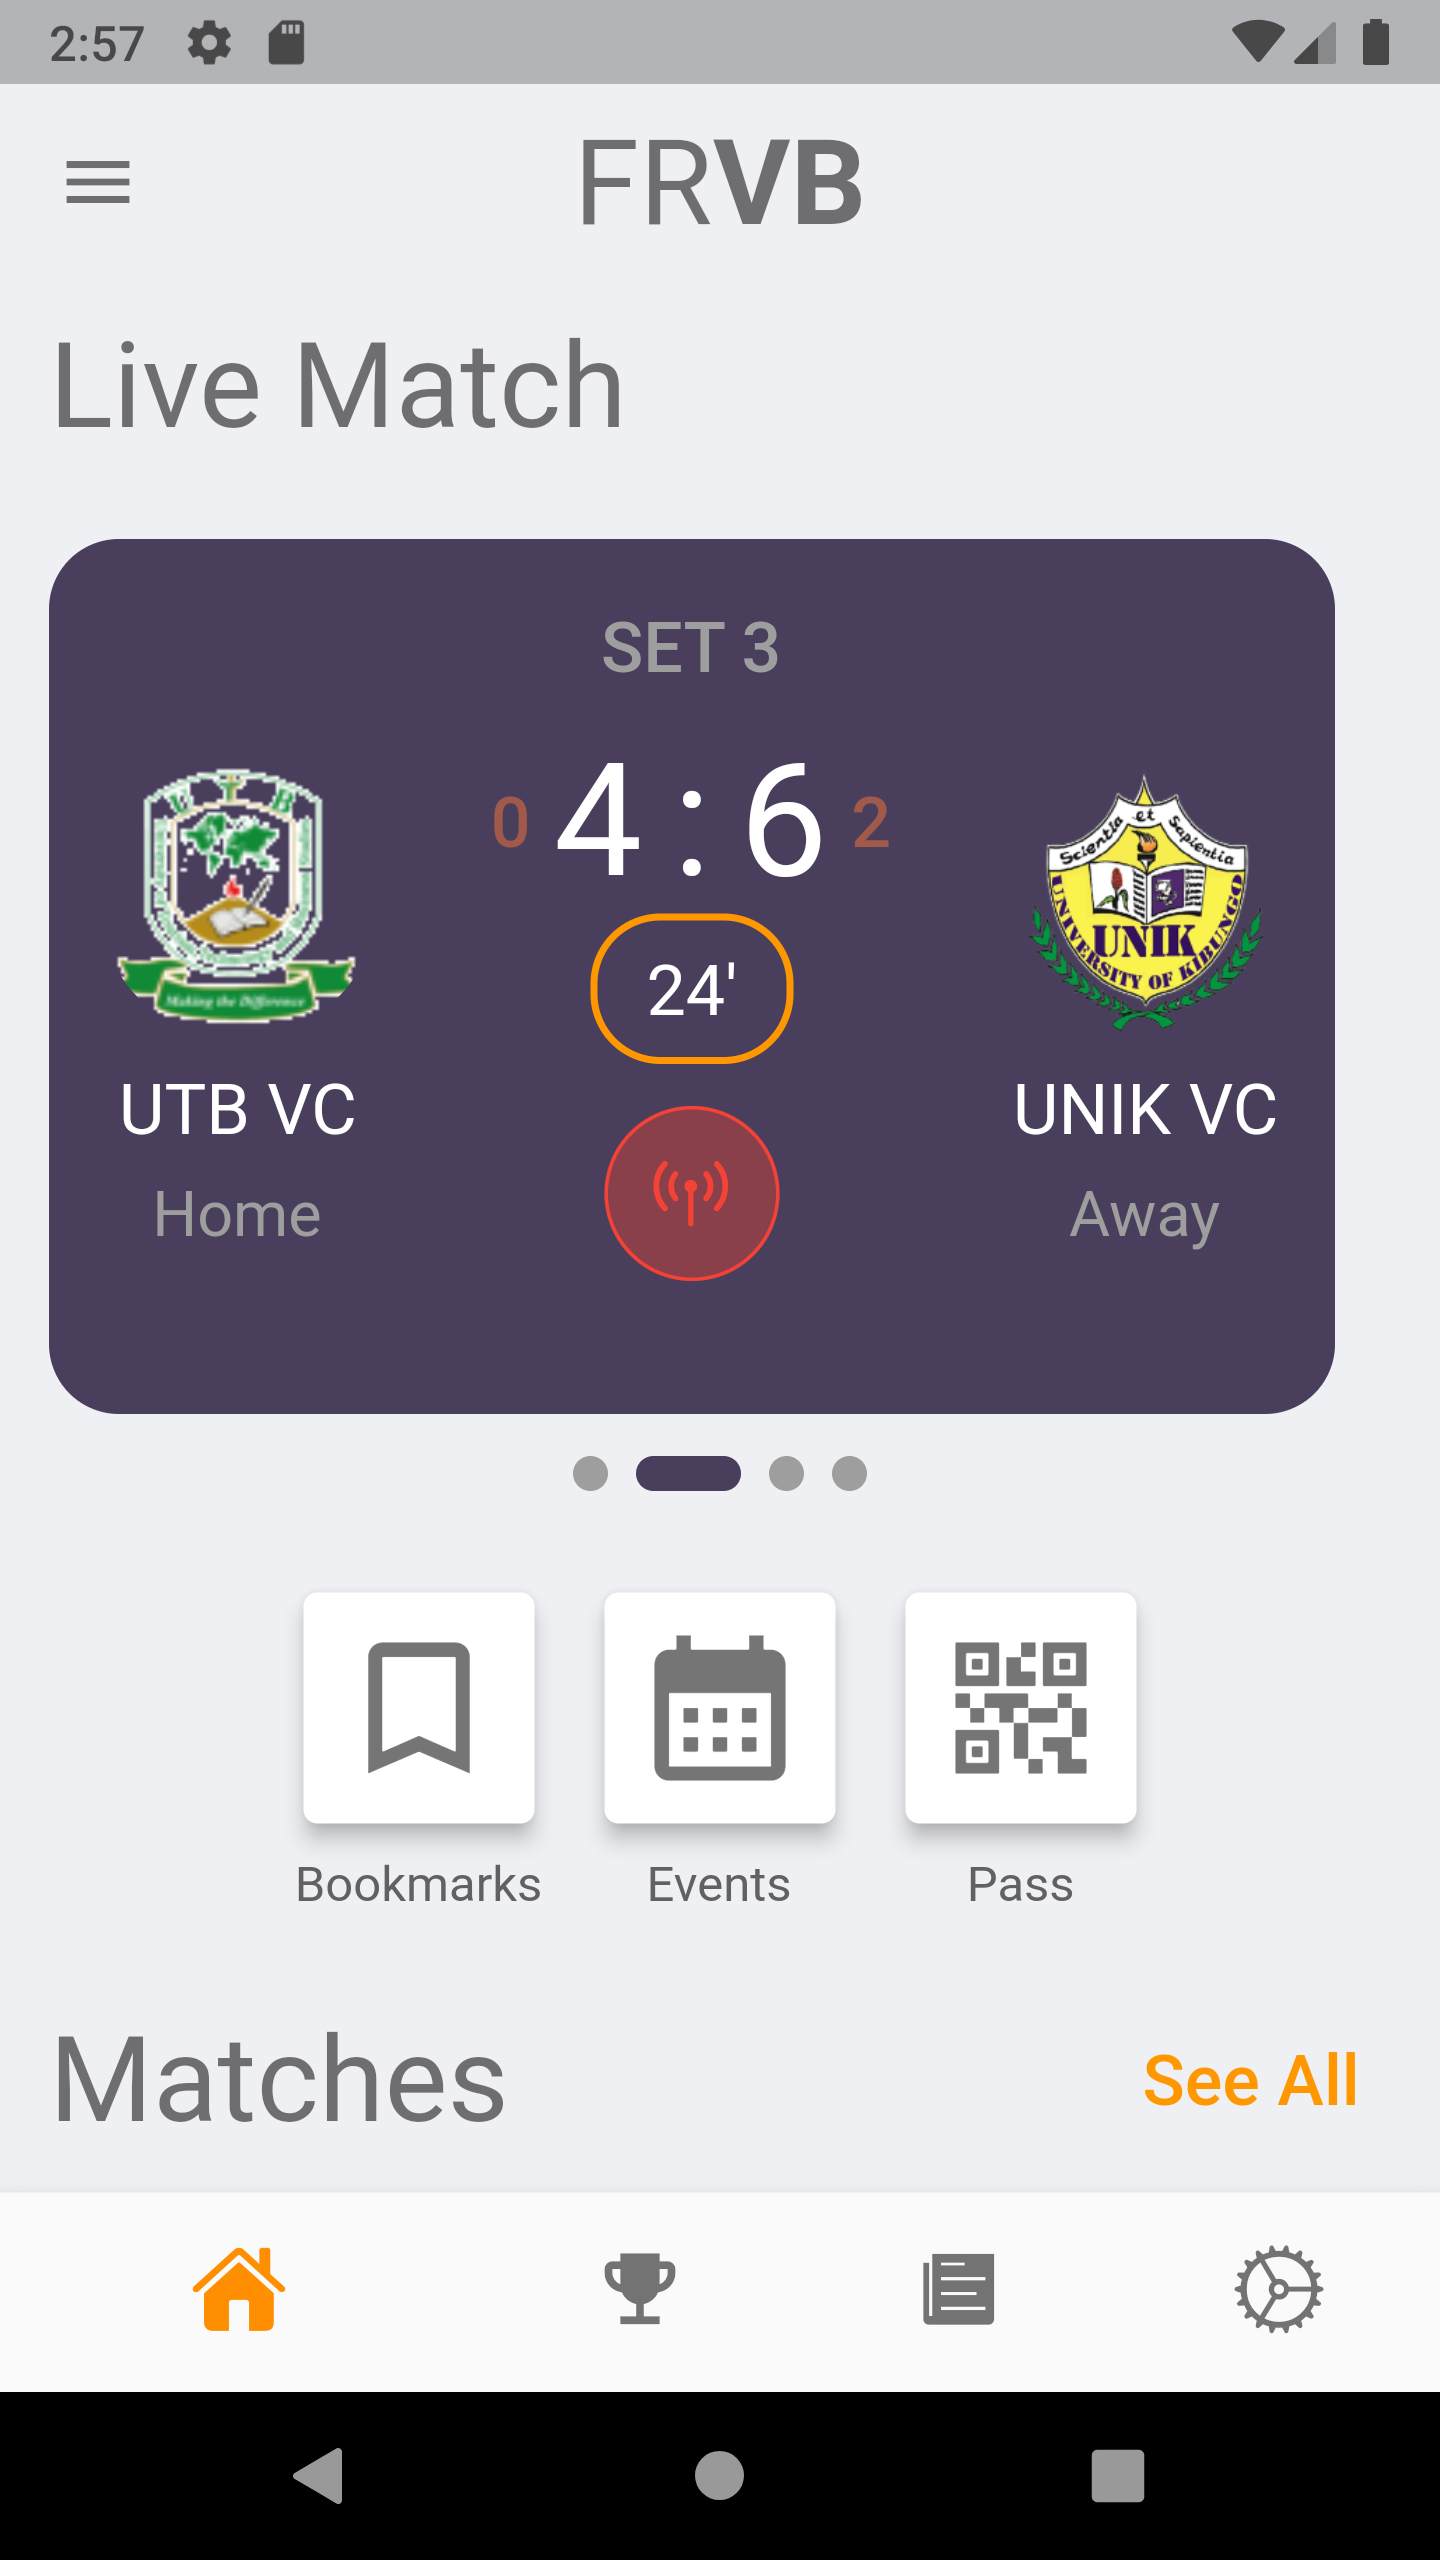 2:57
FRVB
Live Match
SET 3
0 4 : 6 2
24'
U T B
Making the Difference
Scientia et Sapientia
UNIK
UNIVERSITY OF KIBUNGO
UTB VC
UNIK VC
Home
Away
Bookmarks
Events
Pass
Matches
See All